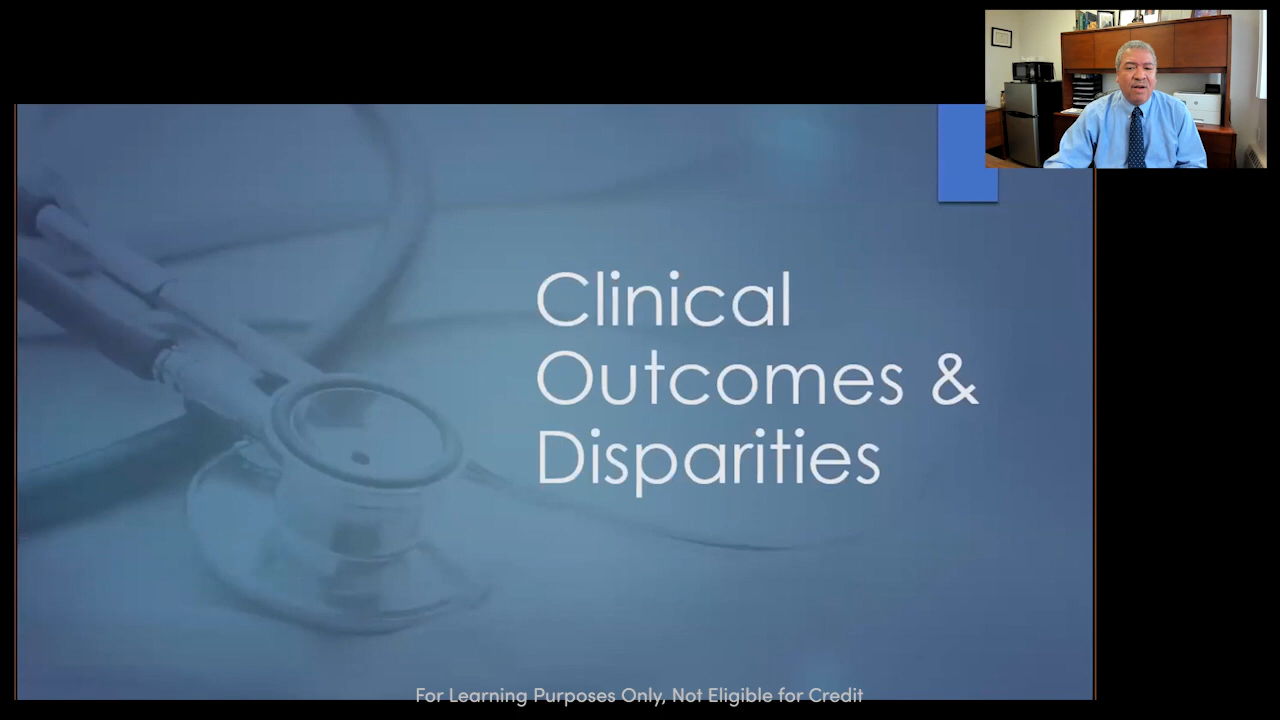 Clinical
Outcomes &
Disparities
For Learning Purposes Only, Not Eligible for Credit